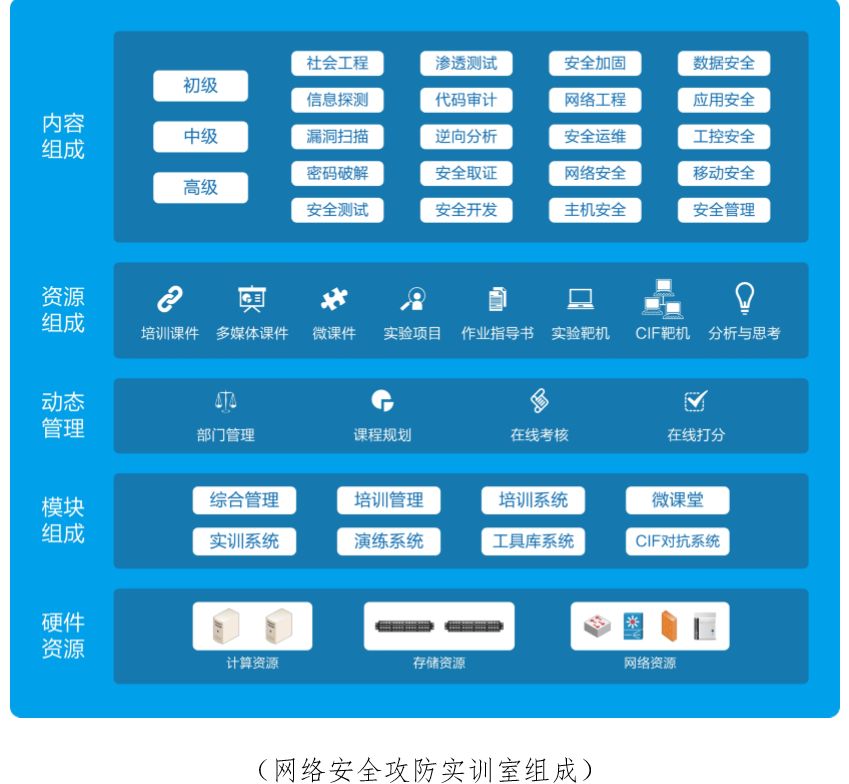 内容
组成
初级
中级
高级
社会工程 渗透测试 安全加固 数据安全
信息探测 代码审计 网络工程 应用安全
漏洞扫描 逆向分析 安全运维 工控安全
密码破解 安全取证 网络安全 移动安全
安全测试 安全开发 主机安全 安全管理
资源
组成
培训课件 多媒体课件 微课件 实验项目 作业指导书 实验靶机 CIF靶机 分析与思考
动态
管理
部门管理 课程规划 在线考核 在线打分
模块
组成
综合管理 培训管理 培训系统 微课堂
实训系统 演练系统 工具库系统 CIF对抗系统
硬件
资源
计算资源 存储资源 网络资源
（网络安全攻防实训室组成）